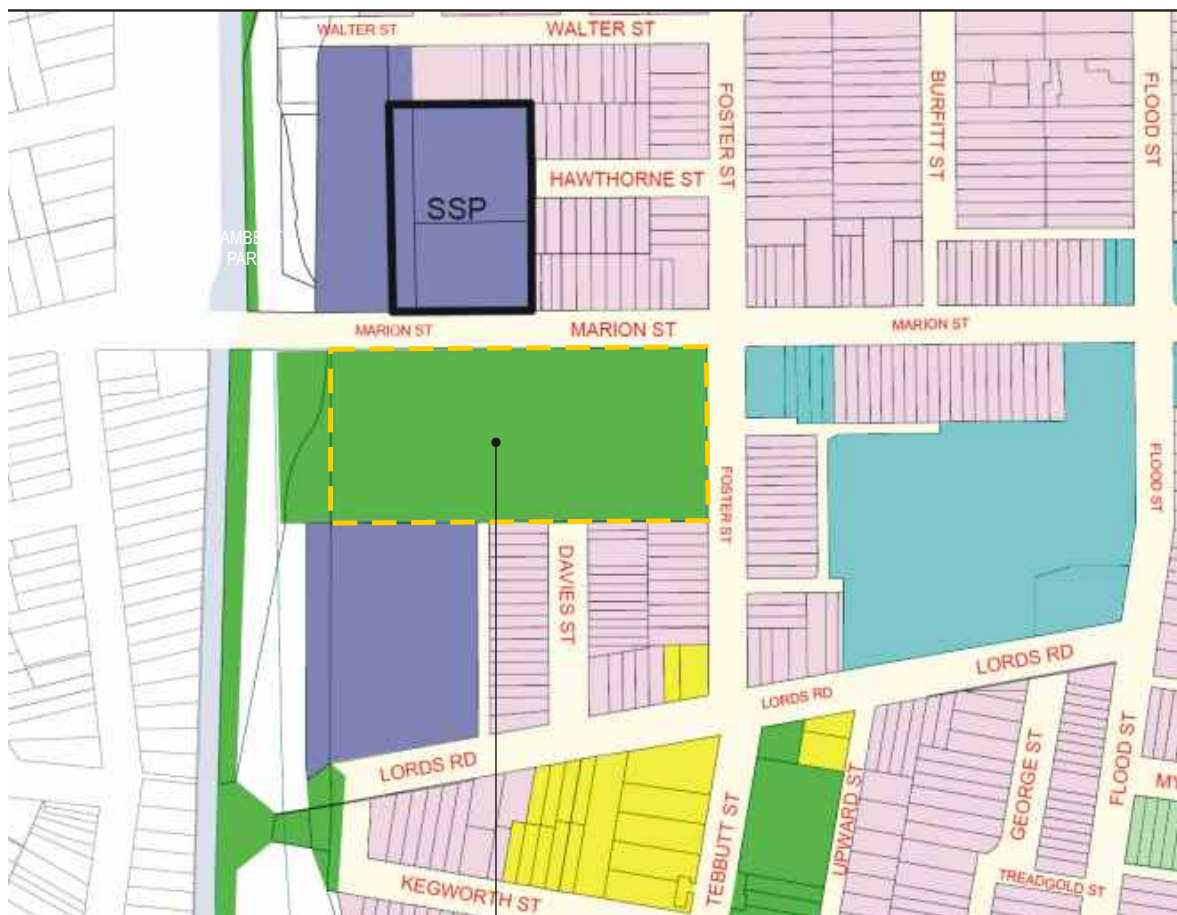 WALTER ST
WALTER ST
FOSTER ST
BURFITT ST
FLOOD ST
HAWTHORNE ST
SSP
PAR
MARION ST
MARION ST
MARION ST
FOSTER ST
FLOOD ST
DAVIES ST
LORDS RD
LORDS RD
LORDS RD
GEORGE ST
FLOOD ST
MY
TEBBUTT ST
UPWARD ST
KEGWORTH ST
TREADGOLD ST